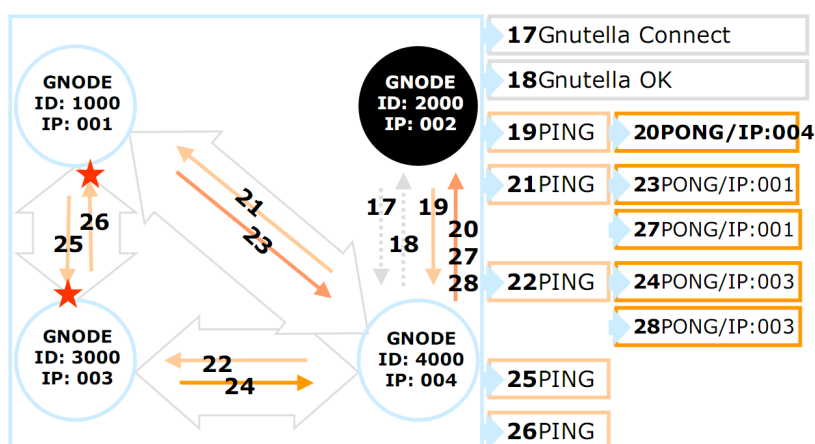 GNODE
ID: 1000
IP: 001
GNODE
ID: 2000
IP: 002
17Gnutella Connect
18Gnutella OK
19PING
20PONG/IP:004
21PING
23PONG/IP:001
27PONG/IP:001
22PING
24PONG/IP:003
28PONG/IP:003
25PING
26PING
21
23
17
18
19
20
27
28
26
25
GNODE
ID: 3000
IP: 003
22
24
GNODE
ID: 4000
IP: 004